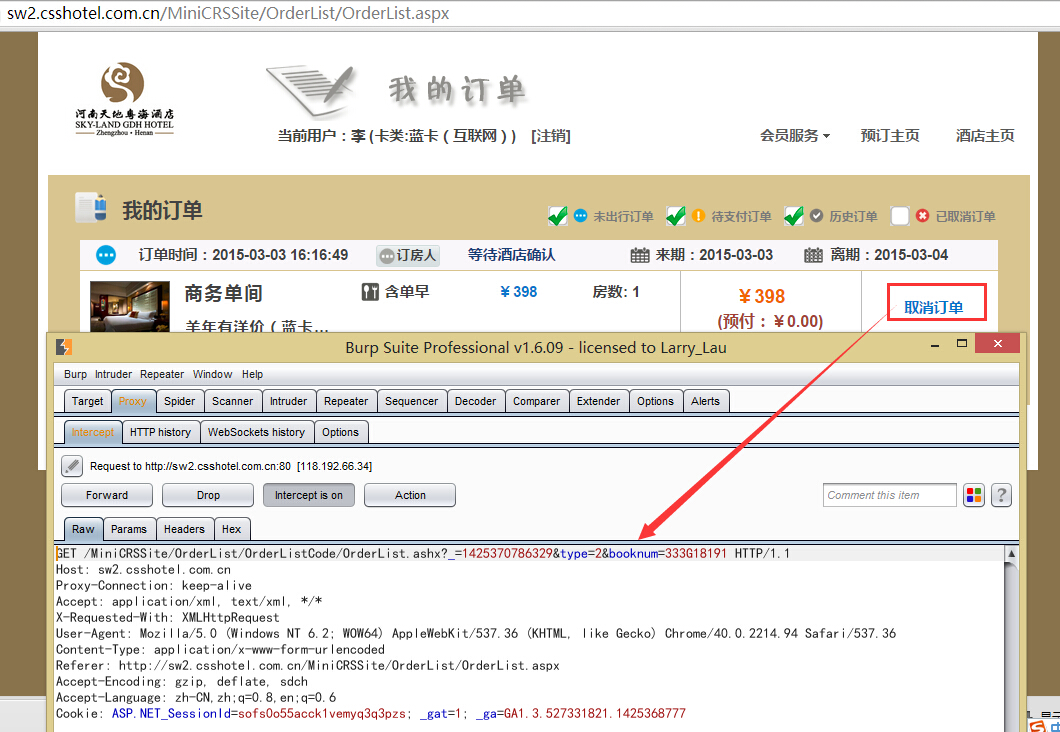 sw2.csshotel.com.cn/MiniCRSSite/OrderList/OrderList.aspx
河南天地粤海酒店
SKY-LAND GDH HOTEL
Zhengzhou • Henan
我的订单
当前用户：李 (卡类:蓝卡（互联网）) [注销]
会员服务 预订主页 酒店主页
我的订单
未出行订单 待支付订单 历史订单 已取消订单
订单时间：2015-03-03 16:16:49 订房人 等待酒店确认 来期：2015-03-03 离期：2015-03-04
商务单间 含单早 ¥ 398 房数: 1 ¥ 398 取消订单
羊年有洋价（蓝卡... (预付：¥ 0.00)
Burp Suite Professional v1.6.09 - licensed to Larry_Lau
Burp Intruder Repeater Window Help
Target Proxy Spider Scanner Intruder Repeater Sequencer Decoder Comparer Extender Options Alerts
Intercept HTTP history WebSockets history Options
Request to http://sw2.csshotel.com.cn:80 [118.192.66.34]
Forward Drop Intercept is on Action Comment this item ?
Raw Params Headers Hex
GET /MiniCRSSite/OrderList/OrderListCode/OrderList.ashx?_=1425370786329&type=2&booknum=333G18191 HTTP/1.1
Host: sw2.csshotel.com.cn
Proxy-Connection: keep-alive
Accept: application/xml, text/xml, */*
X-Requested-With: XMLHttpRequest
User-Agent: Mozilla/5.0 (Windows NT 6.2; WOW64) AppleWebKit/537.36 (KHTML, like Gecko) Chrome/40.0.2214.94 Safari/537.36
Content-Type: application/x-www-form-urlencoded
Referer: http://sw2.csshotel.com.cn/MiniCRSSite/OrderList/OrderList.aspx
Accept-Encoding: gzip, deflate, sdch
Accept-Language: zh-CN,zh;q=0.8,en;q=0.6
Cookie: ASP.NET_SessionId=sofs0o55acck1vemyq3q3pzs; _gat=1; _ga=GA1.3.527331821.1425368777